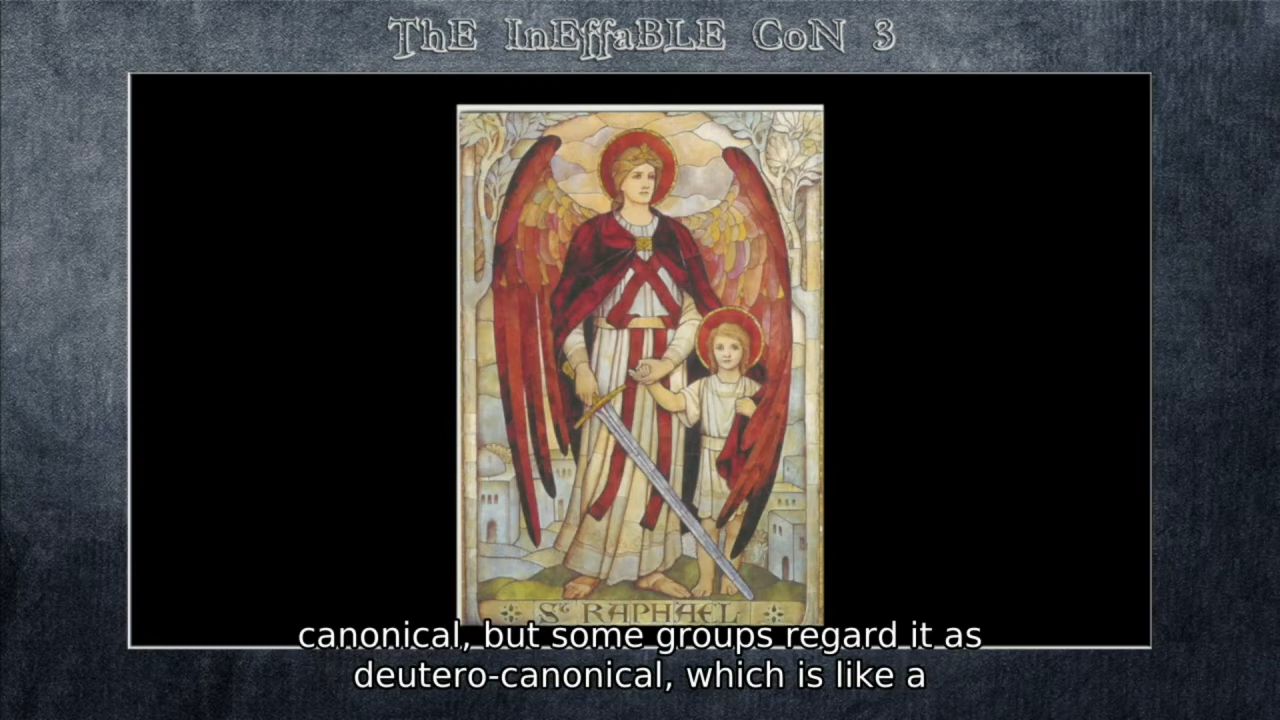 ThE InEffaBLE CoN 3
St RAPHAEL
canonical, but some groups regard it as
deutero-canonical, which is like a